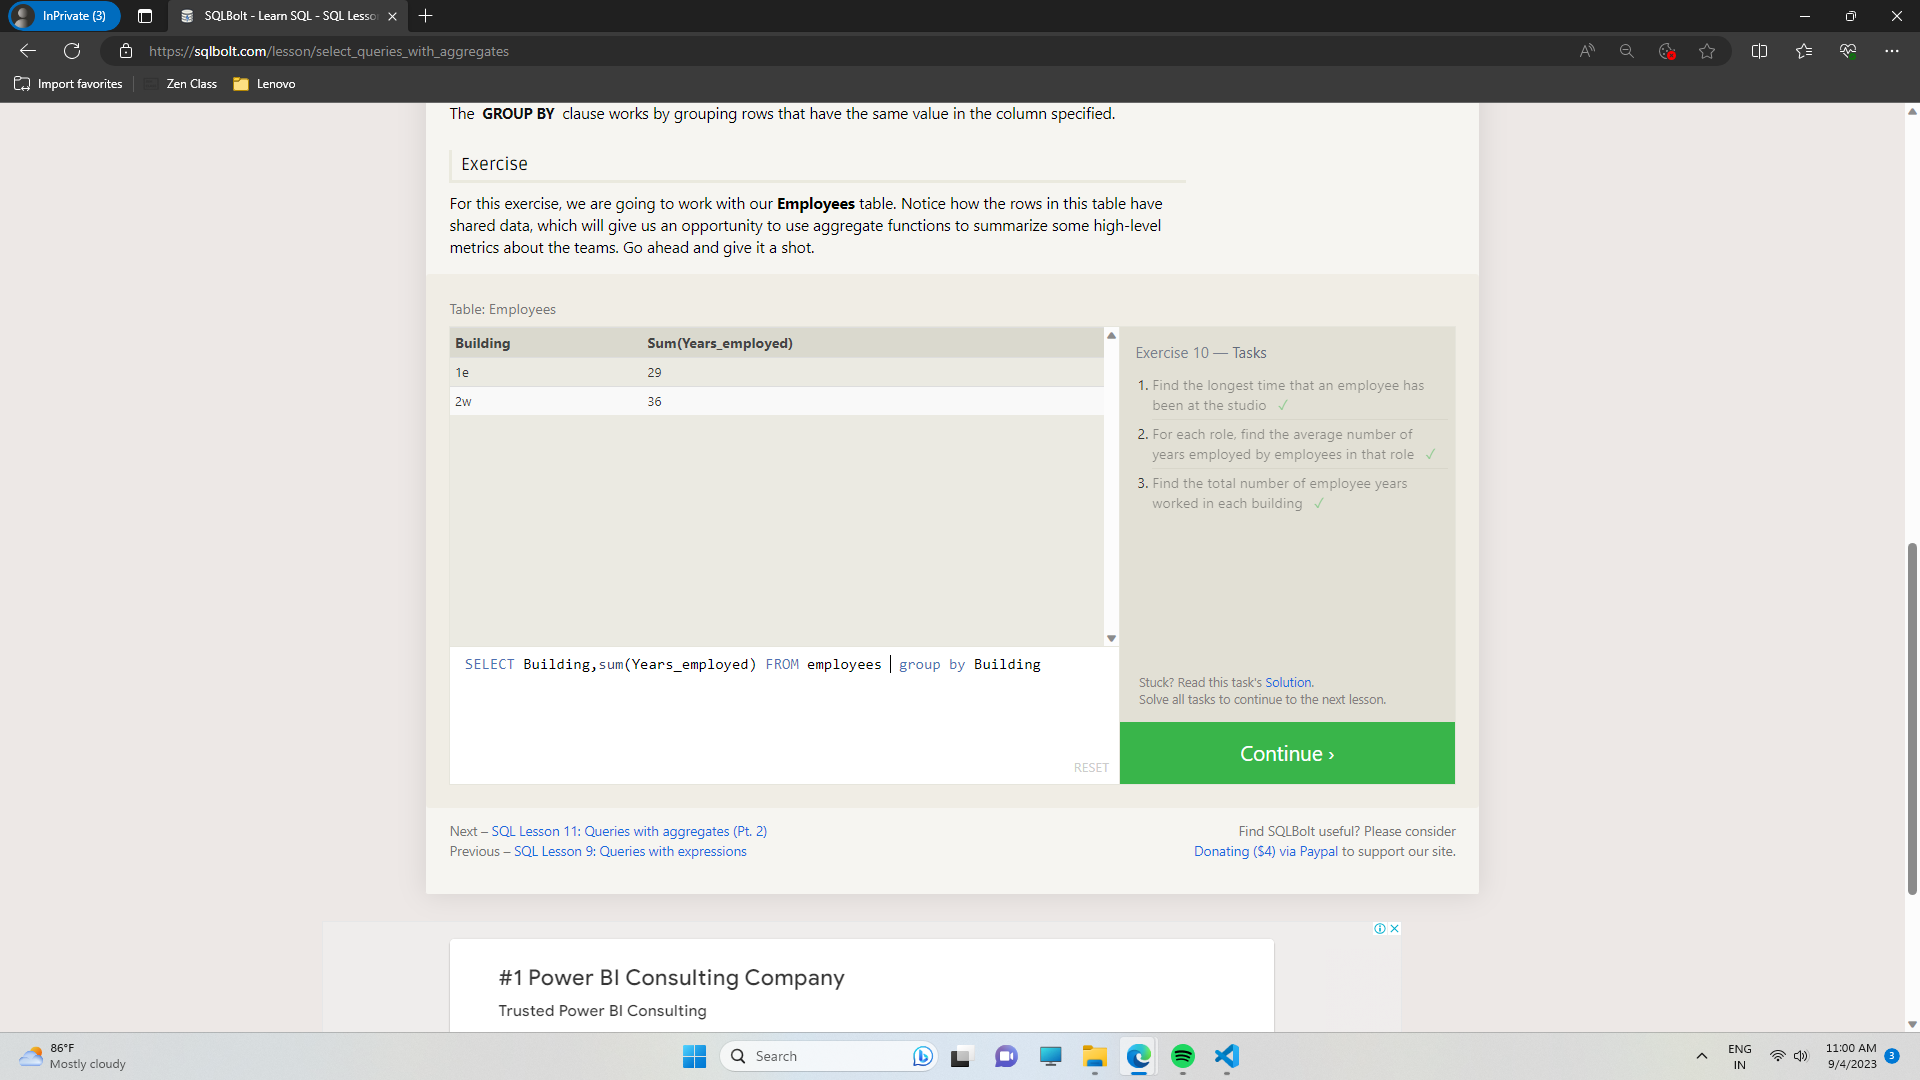 InPrivate (3)
SQLBolt - Learn SQL - SQL Lesso
https://sqlbolt.com/lesson/select_queries_with_aggregates
Import favorites
Zen Class
Lenovo
The GROUP BY clause works by grouping rows that have the same value in the column specified.
Exercise
For this exercise, we are going to work with our Employees table. Notice how the rows in this table have
shared data, which will give us an opportunity to use aggregate functions to summarize some high-level
metrics about the teams. Go ahead and give it a shot.
Table: Employees
Building Sum(Years_employed)
1e 29
2w 36
SELECT Building,sum(Years_employed) FROM employees group by Building
RESET
Exercise 10 — Tasks
1. Find the longest time that an employee has
been at the studio ✓
2. For each role, find the average number of
years employed by employees in that role ✓
3. Find the total number of employee years
worked in each building ✓
Stuck? Read this task's Solution.
Solve all tasks to continue to the next lesson.
Continue ›
Next – SQL Lesson 11: Queries with aggregates (Pt. 2)
Previous – SQL Lesson 9: Queries with expressions
Find SQLBolt useful? Please consider
Donating ($4) via Paypal to support our site.
#1 Power BI Consulting Company
Trusted Power BI Consulting
86°F
Mostly cloudy
Search
ENG
IN
11:00 AM
9/4/2023
3